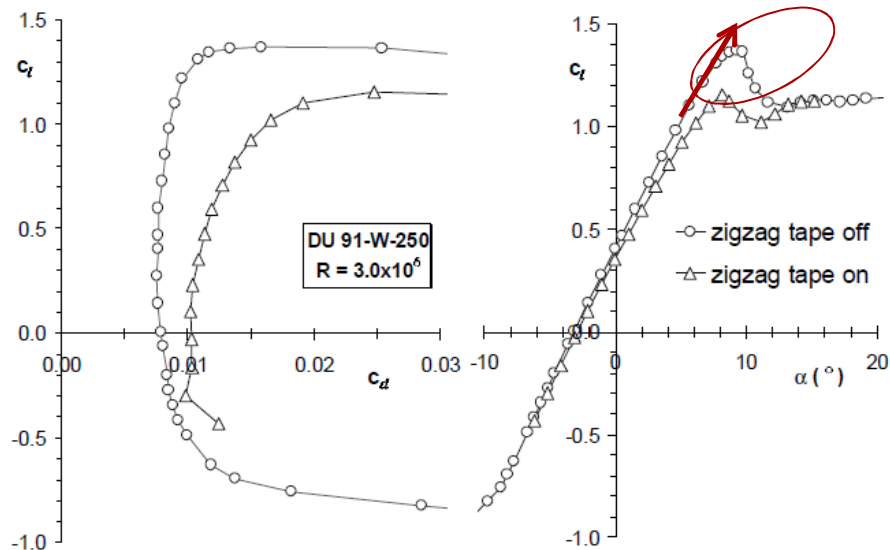 1.5
cℓ
1.0
0.5
0.0
-0.5
-1.0
0.00
0.01
0.02
0.03
c𝑑
DU 91-W-250
R = 3.0x10⁶
1.5
cℓ
1.0
0.5
0.0
-0.5
-1.0
-10
0
10
20
α (°)
zigzag tape off
zigzag tape on